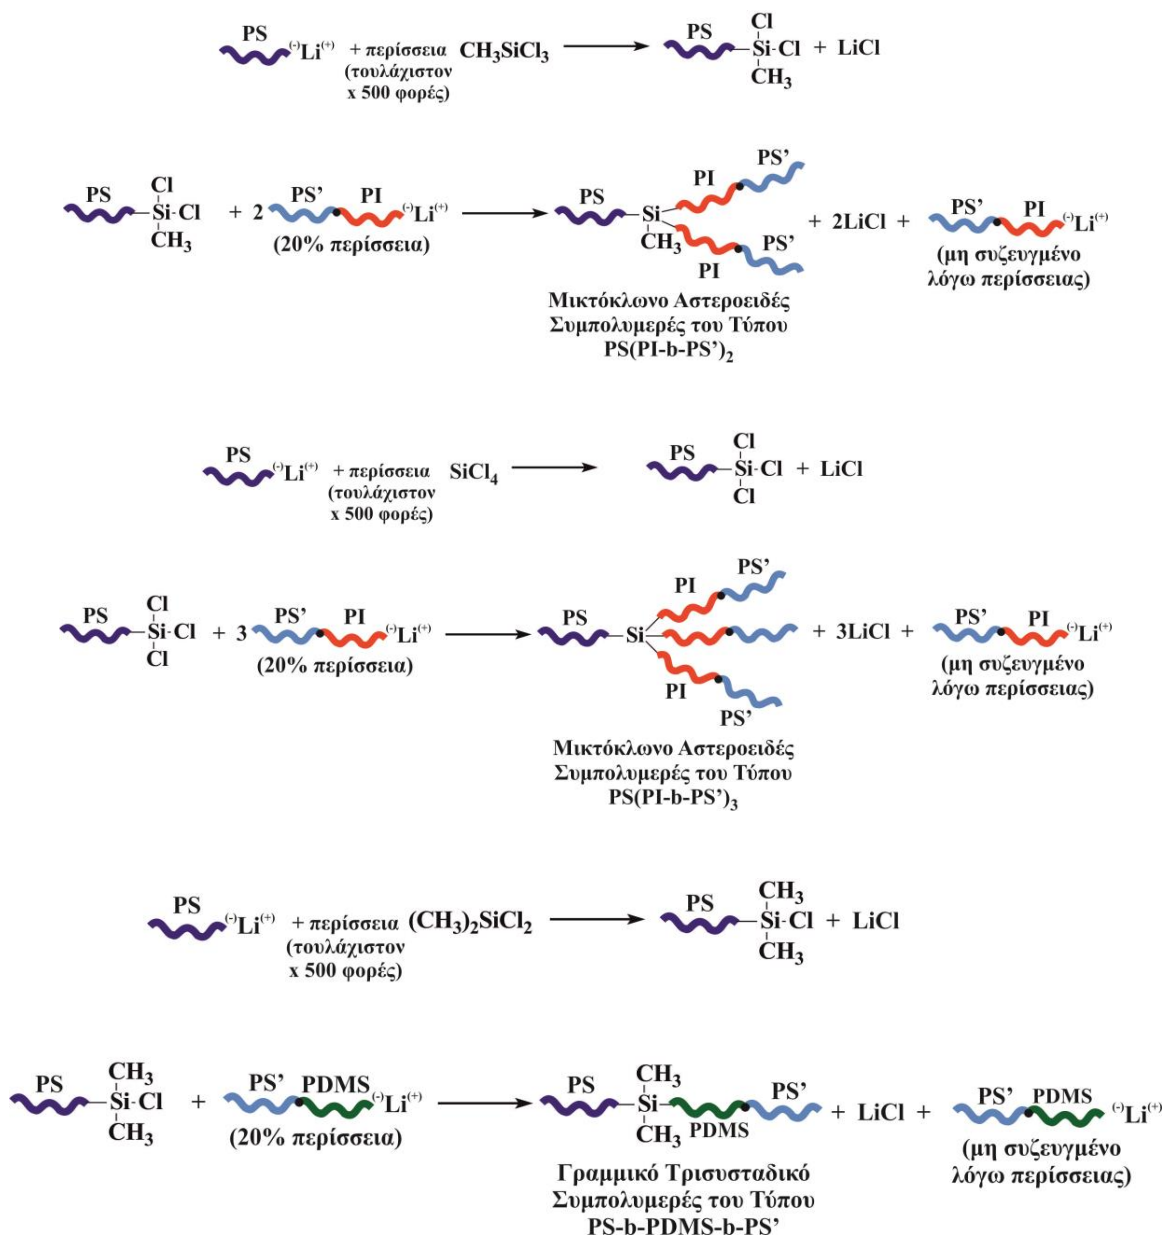 PS
(-)Li(+) + περίσσεια CH3SiCl3
(τουλάχιστον
x 500 φορές)
PS
Cl
Si-Cl + LiCl
CH3
PS
Cl
Si-Cl
CH3
+ 2
PS’ PI
(-)Li(+)
(20% περίσσεια)
PS
Si
CH3
PI
PS’
PI
PS’
+ 2LiCl +
PS’ PI
(-)Li(+)
(μη συζευγμένο
λόγω περίσσειας)
Μικτόκλωνο Αστεροειδές
Συμπολυμερές του Τύπου
PS(PI-b-PS’)2
PS
(-)Li(+) + περίσσεια SiCl4
(τουλάχιστον
x 500 φορές)
PS
Cl
Si-Cl + LiCl
Cl
PS
Cl
Si-Cl
Cl
+ 3
PS’ PI
(-)Li(+)
(20% περίσσεια)
PS
Si
PI
PS’
PI
PS’
+ 3LiCl +
PS’ PI
(-)Li(+)
(μη συζευγμένο
λόγω περίσσειας)
Μικτόκλωνο Αστεροειδές
Συμπολυμερές του Τύπου
PS(PI-b-PS’)3
PS
(-)Li(+) + περίσσεια (CH3)2SiCl2
(τουλάχιστον
x 500 φορές)
PS
CH3
Si-Cl + LiCl
CH3
PS
CH3
Si-Cl
CH3
+
PS’ PDMS
(-)Li(+)
(20% περίσσεια)
PS
CH3
Si
CH3
PDMS
PS’
+ LiCl +
PS’ PDMS
(-)Li(+)
(μη συζευγμένο
λόγω περίσσειας)
Γραμμικό Τρισυσταδικό
Συμπολυμερές του Τύπου
PS-b-PDMS-b-PS’